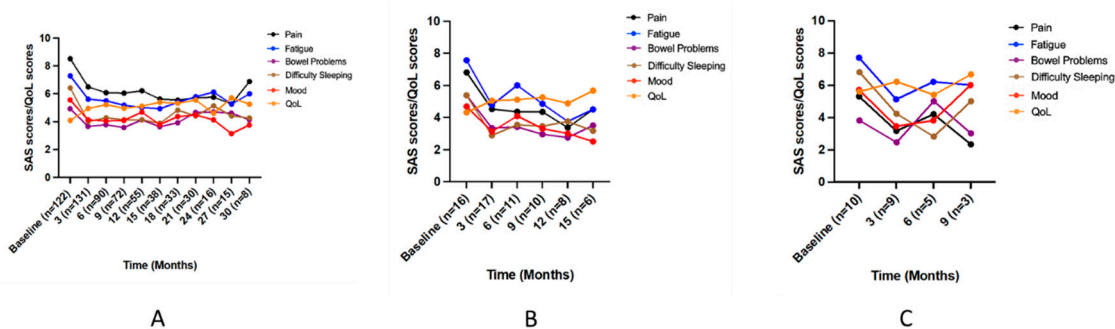 SAS scores/QoL scores
10
8
6
4
2
0
Baseline (n=122)
3 (n=131)
6 (n=90)
9 (n=72)
12 (n=55)
15 (n=38)
18 (n=33)
21 (n=30)
24 (n=16)
27 (n=15)
30 (n=8)
Time (Months)
Pain
Fatigue
Bowel Problems
Difficulty Sleeping
Mood
QoL
A
SAS scores/QoL scores
10
8
6
4
2
0
Baseline (n=16)
3 (n=17)
6 (n=11)
9 (n=10)
12 (n=8)
15 (n=6)
Time (Months)
Pain
Fatigue
Bowel Problems
Difficulty Sleeping
Mood
QoL
B
SAS scores/QoL scores
10
8
6
4
2
0
Baseline (n=10)
3 (n=9)
6 (n=5)
9 (n=3)
Time (Months)
Pain
Fatigue
Bowel Problems
Difficulty Sleeping
Mood
QoL
C